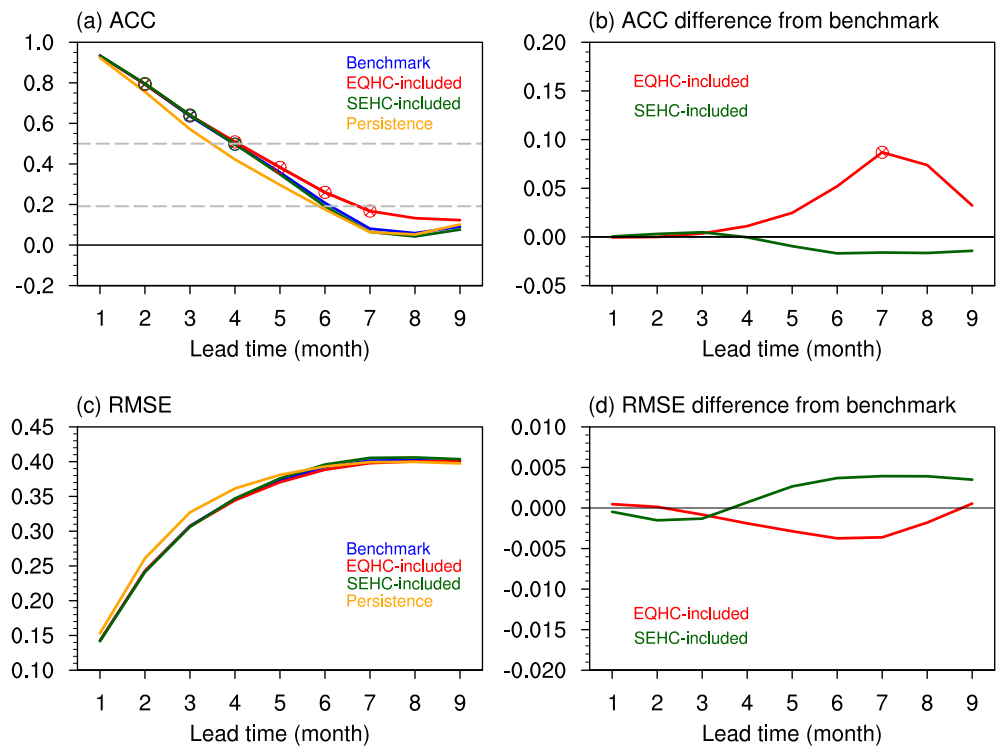 (a) ACC
1.0
0.8
0.6
0.4
0.2
0.0
-0.2
Benchmark
EQHC-included
SEHC-included
Persistence
1 2 3 4 5 6 7 8 9
Lead time (month)
(b) ACC difference from benchmark
0.20
0.15
0.10
0.05
0.00
-0.05
EQHC-included
SEHC-included
1 2 3 4 5 6 7 8 9
Lead time (month)
(c) RMSE
0.45
0.40
0.35
0.30
0.25
0.20
0.15
0.10
Benchmark
EQHC-included
SEHC-included
Persistence
1 2 3 4 5 6 7 8 9
Lead time (month)
(d) RMSE difference from benchmark
0.010
0.005
0.000
-0.005
-0.010
-0.015
-0.020
EQHC-included
SEHC-included
1 2 3 4 5 6 7 8 9
Lead time (month)